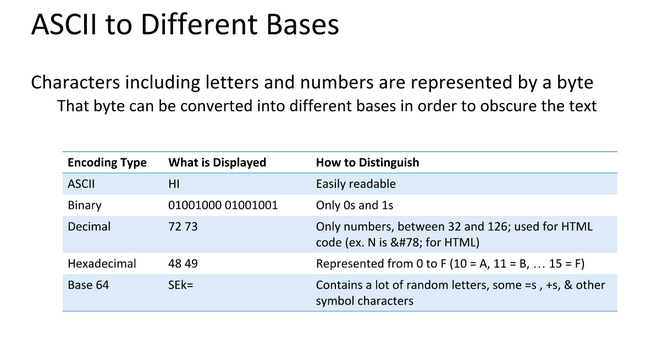 ASCII to Different Bases
Characters including letters and numbers are represented by a byte
That byte can be converted into different bases in order to obscure the text
Encoding Type What is Displayed How to Distinguish
ASCII HI Easily readable
Binary 01001000 01001001 Only 0s and 1s
Decimal 72 73 Only numbers, between 32 and 126; used for HTML
code (ex. N is &#78; for HTML)
Hexadecimal 48 49 Represented from 0 to F (10 = A, 11 = B, … 15 = F)
Base 64 SEk= Contains a lot of random letters, some =s , +s, & other
symbol characters